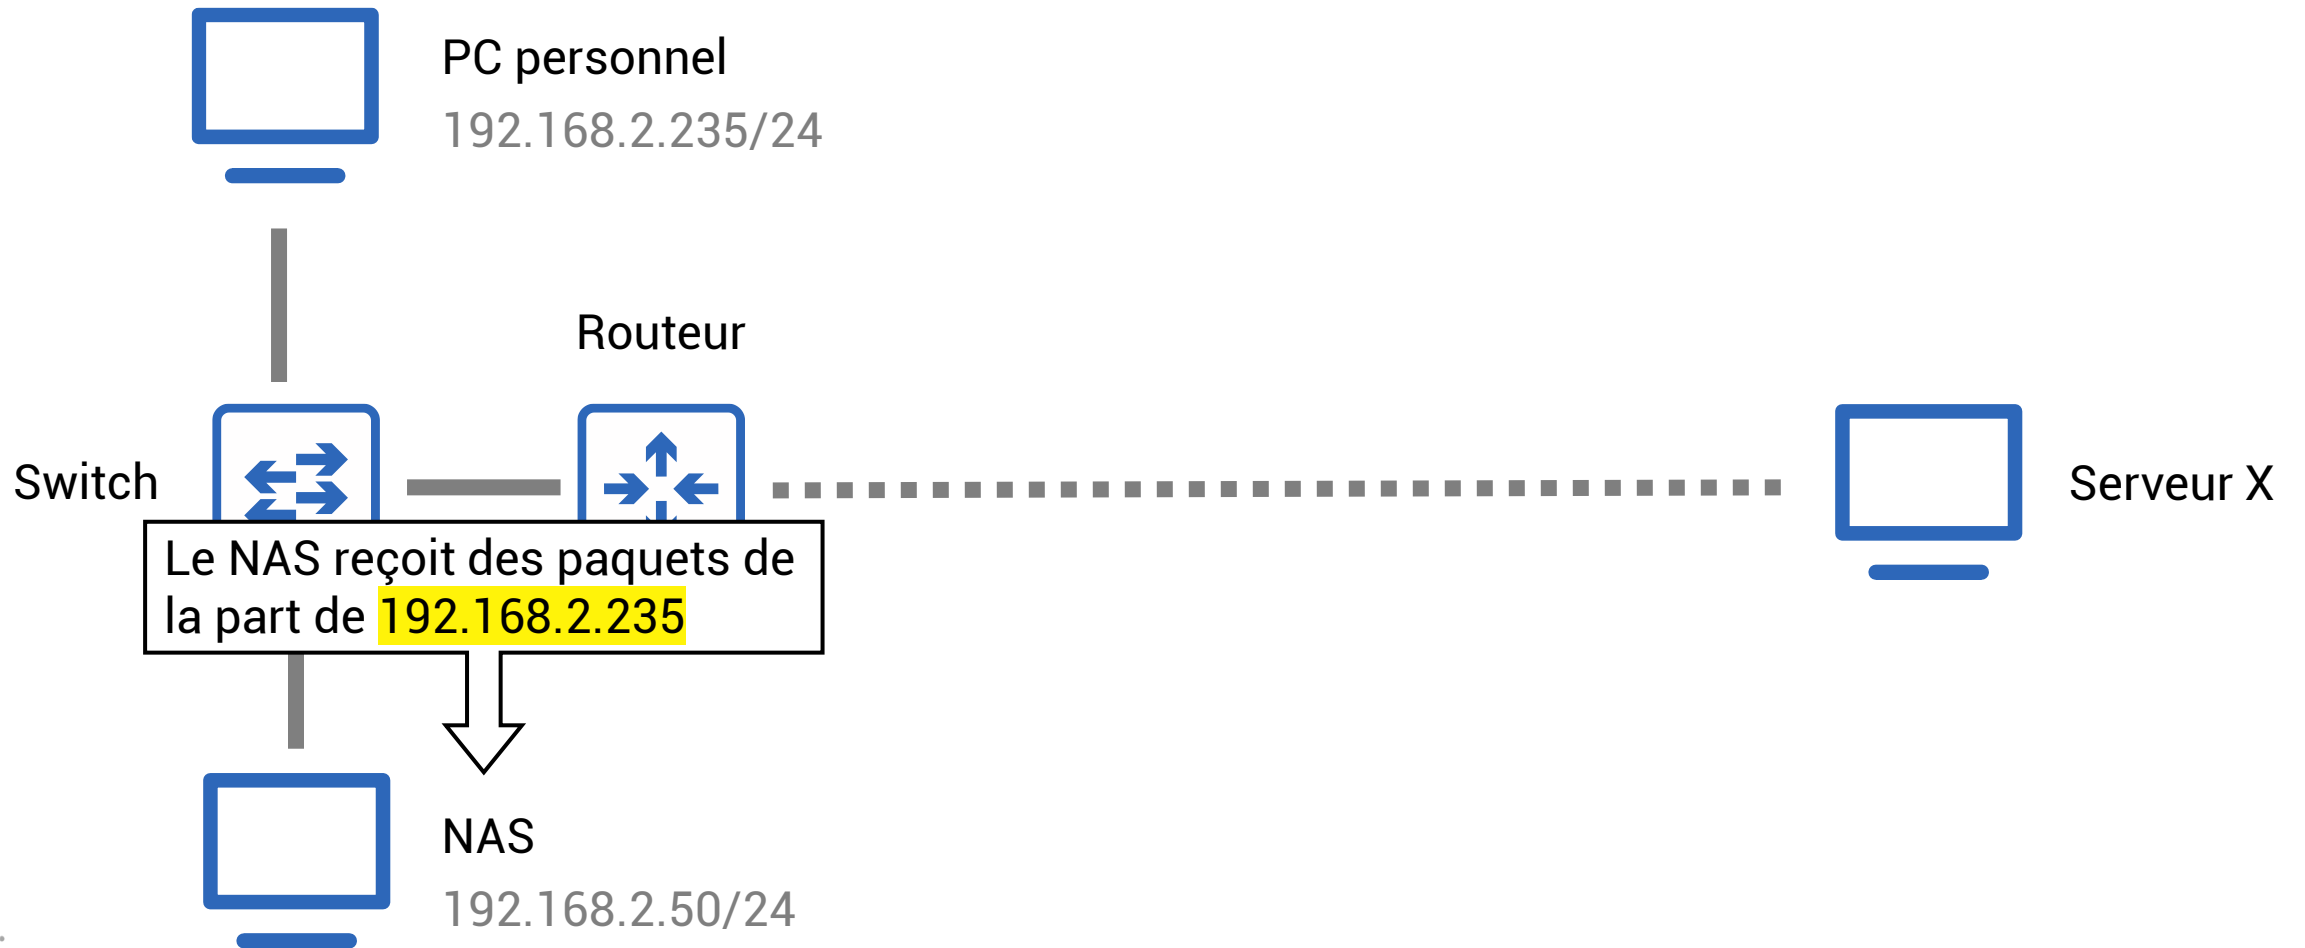 PC personnel
192.168.2.235/24
Routeur
Switch
Serveur X
Le NAS reçoit des paquets de
la part de 192.168.2.235
NAS
192.168.2.50/24